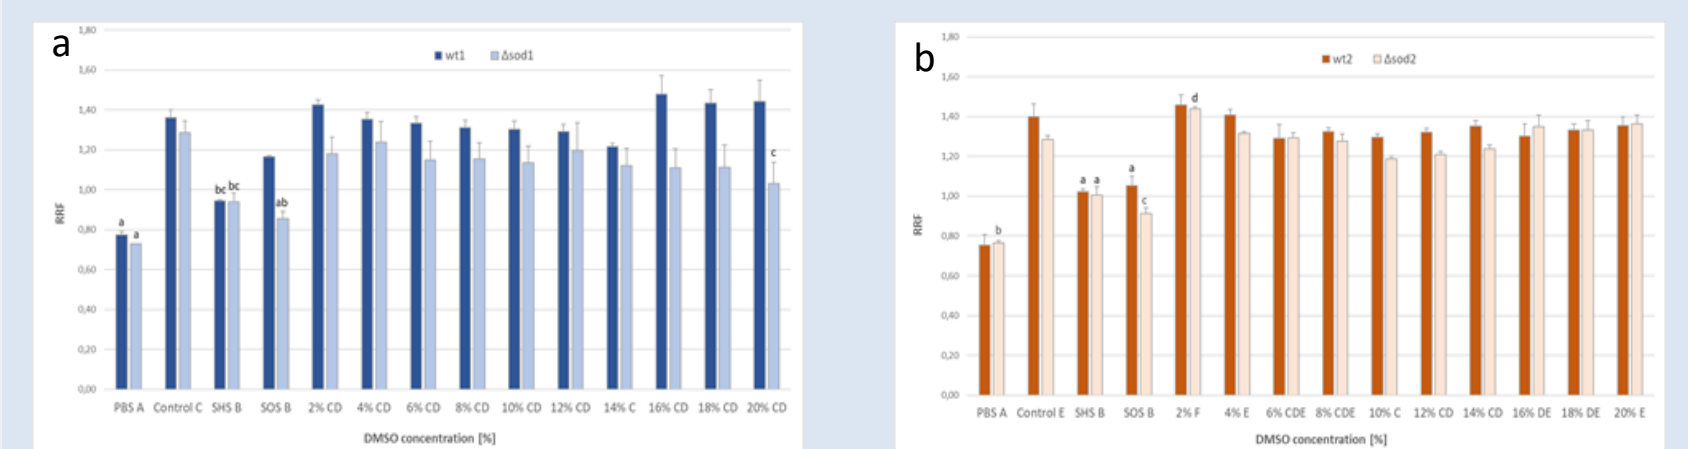 a
1,80
1,60
1,40
1,20
1,00
0,80
0,60
0,40
0,20
0,00
RRF
wt1 Δsod1
a a bc bc ab c
PBS A Control C SHS B SOS B 2% CD 4% CD 6% CD 8% CD 10% CD 12% CD 14% C 16% CD 18% CD 20% CD
DMSO concentration [%]
b
1,80
1,60
1,40
1,20
1,00
0,80
0,60
0,40
0,20
0,00
RRF
wt2 Δsod2
b a a a c d
PBS A Control E SHS B SOS B 2% F 4% E 6% CDE 8% CDE 10% C 12% CD 14% CD 16% DE 18% DE 20% E
DMSO concentration [%]